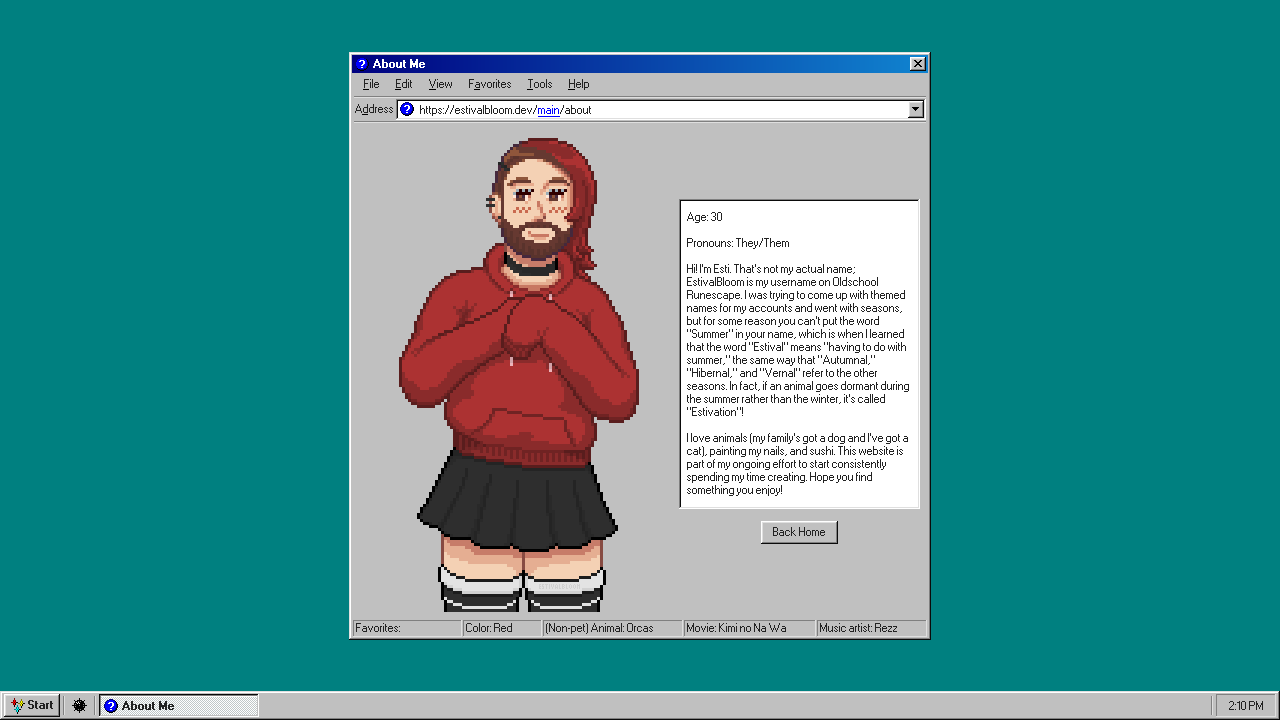 About Me
File Edit View Favorites Tools Help
Address https://estivalbloom.dev/main/about
Age: 30
Pronouns: They/Them
Hi! I'm Esti. That's not my actual name;
EstivalBloom is my username on Oldschool
Runescape. I was trying to come up with themed
names for my accounts and went with seasons,
but for some reason you can't put the word
"Summer" in your name, which is when I learned
that the word "Estival" means "having to do with
summer," the same way that "Autumnal,"
"Hibernal," and "Vernal" refer to the other
seasons. In fact, if an animal goes dormant during
the summer rather than the winter, it's called
"Estivation"!
I love animals (my family's got a dog and I've got a
cat), painting my nails, and sushi. This website is
part of my ongoing effort to start consistently
spending my time creating. Hope you find
something you enjoy!
Back Home
ESTIVALBLOOM
Favorites: Color: Red (Non-pet) Animal: Orcas Movie: Kimi no Na Wa Music artist: Rezz
Start About Me 2:10 PM